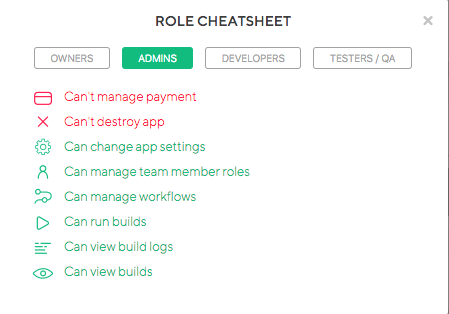 ROLE CHEATSHEET
OWNERS
ADMINS
DEVELOPERS
TESTERS / QA
Can't manage payment
Can't destroy app
Can change app settings
Can manage team member roles
Can manage workflows
Can run builds
Can view build logs
Can view builds